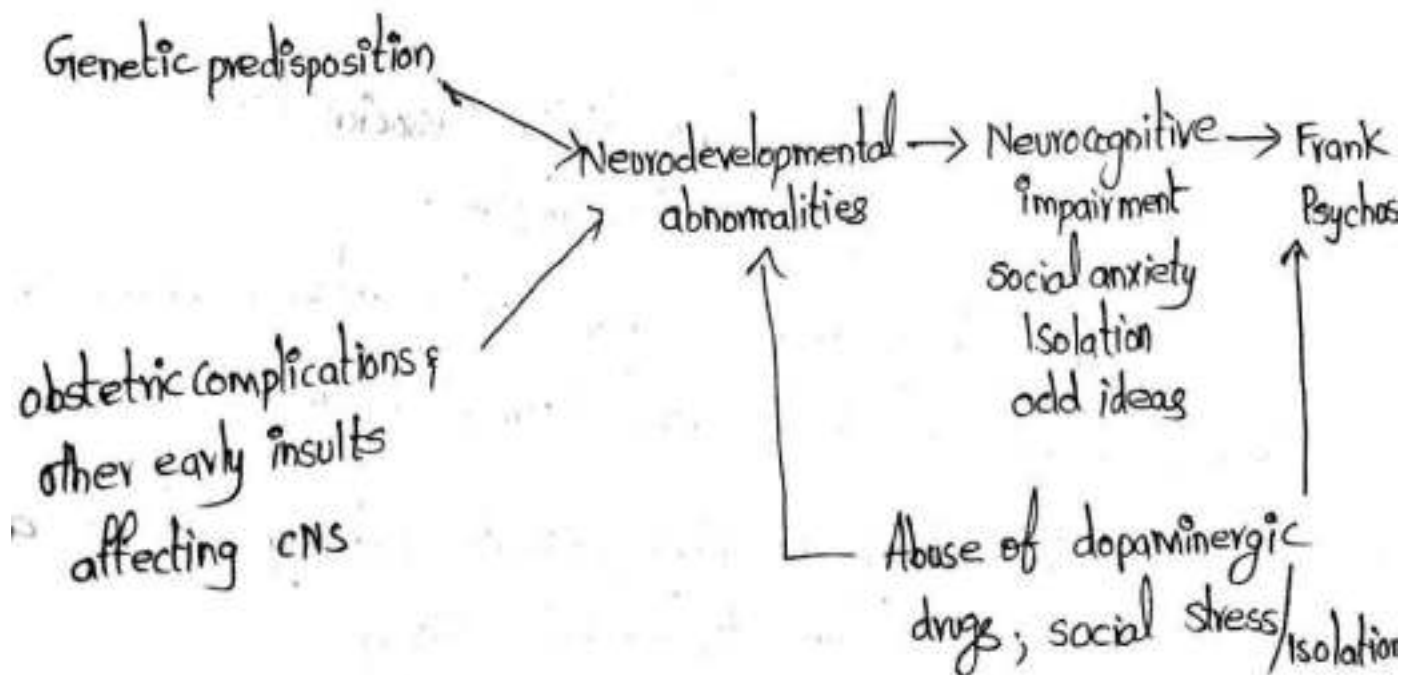 Genetic predisposition
Neurodevelopmental
abnormalities
Neurocognitive
impairment
social anxiety
Isolation
odd ideas
Frank
Psychos
obstetric complications &
other early insults
affecting CNS
Abuse of dopaminergic
drugs, social stress/
isolation